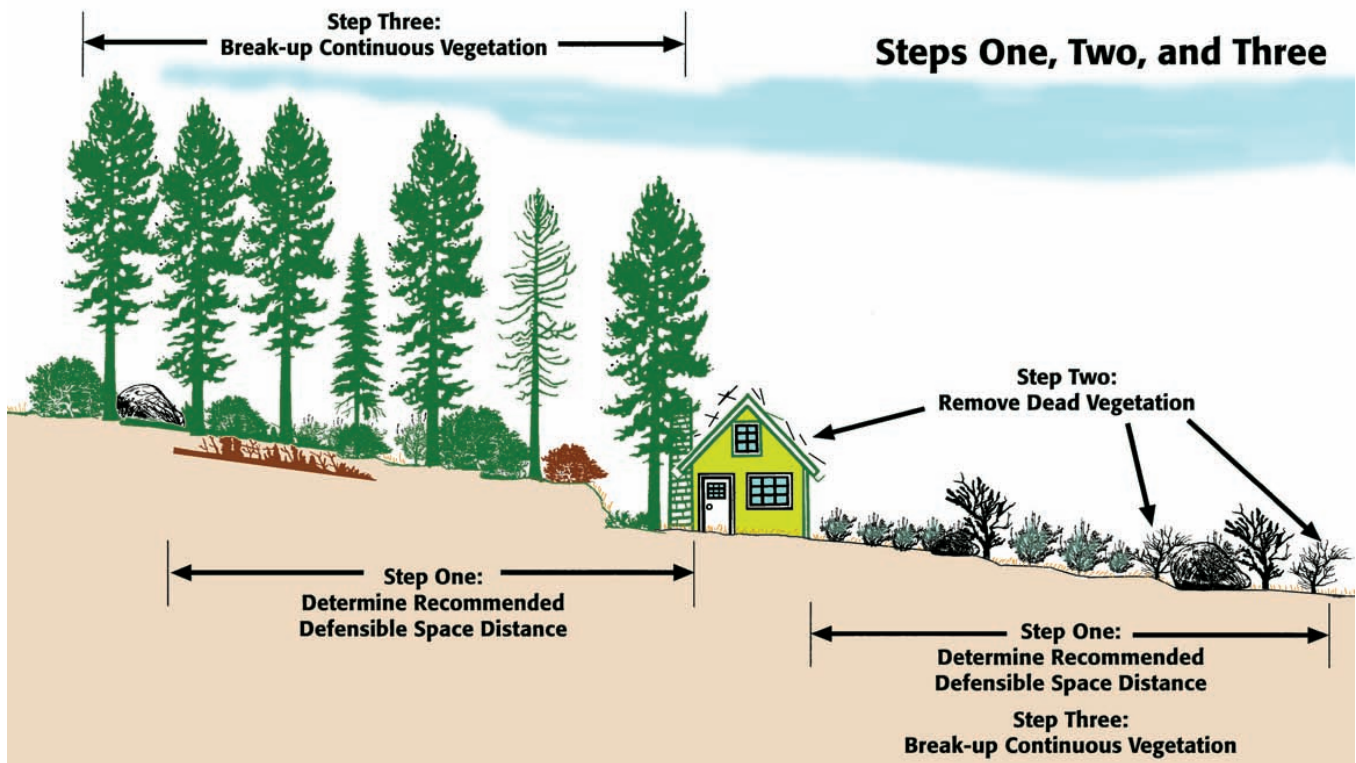 Step Three:
Break-up Continuous Vegetation
Steps One, Two, and Three
Step Two:
Remove Dead Vegetation
Step One:
Determine Recommended
Defensible Space Distance
Step One:
Determine Recommended
Defensible Space Distance
Step Three:
Break-up Continuous Vegetation